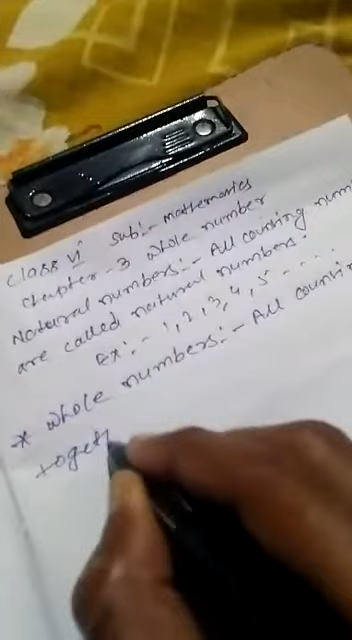 Class VI Sub:- mathematics
Chapter-3 whole number
Natural numbers:- All counting num
are called natural numbers.
Ex:- 1, 2, 3, 4, 5 - - - . .
* Whole numbers:- All countin
togeth